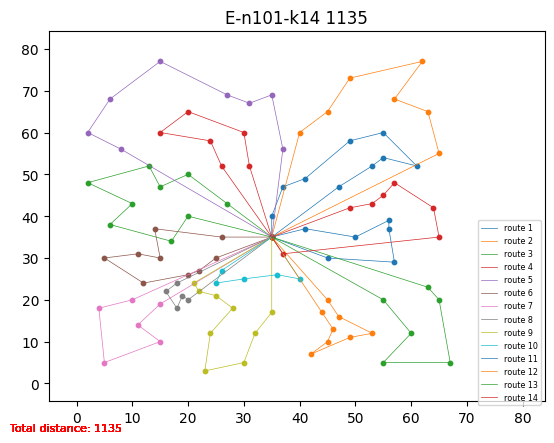 E-n101-k14 1135
80
70
60
50
40
30
20
10
0
0
10
20
30
40
50
60
70
80
route 1
route 2
route 3
route 4
route 5
route 6
route 7
route 8
route 9
route 10
route 11
route 12
route 13
route 14
Total distance: 1135